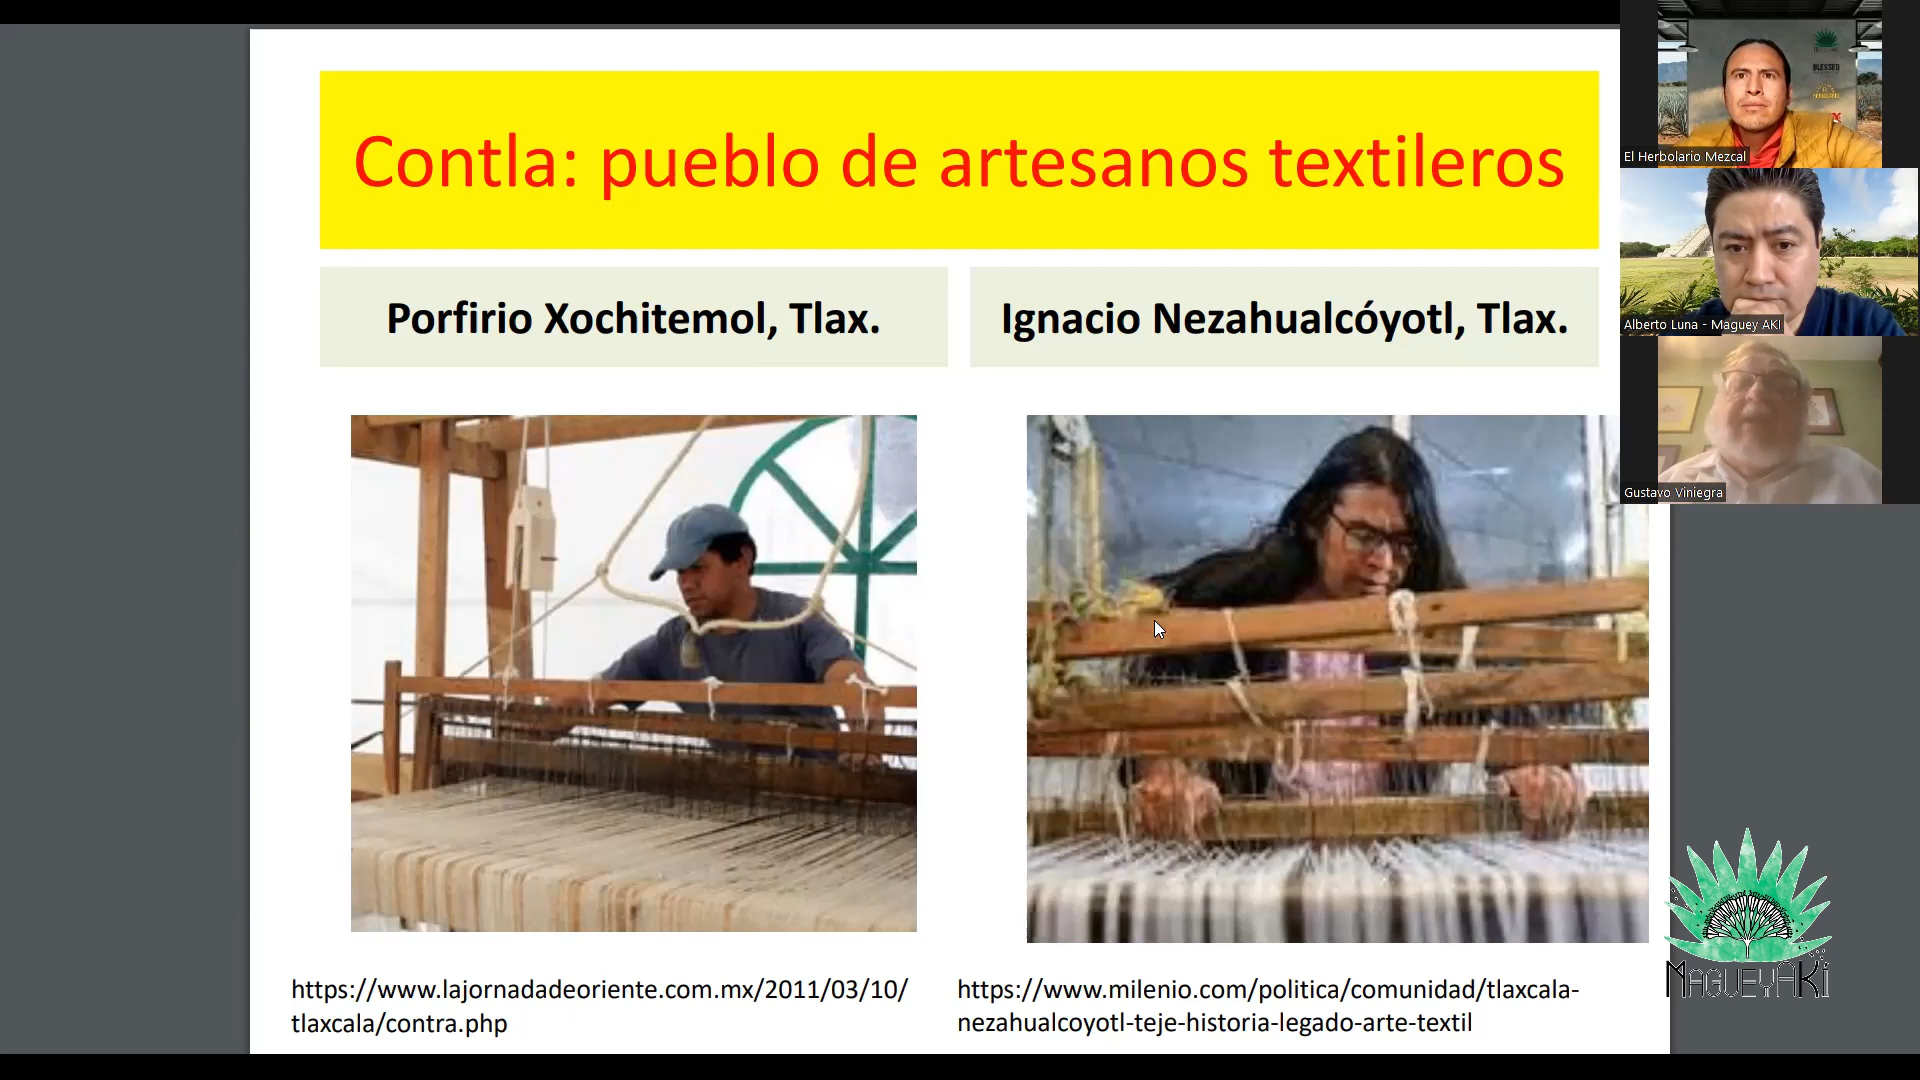 Contla: pueblo de artesanos textileros
Porfirio Xochitemol, Tlax.
Ignacio Nezahualcóyotl, Tlax.
https://www.lajornadadeoriente.com.mx/2011/03/10/
tlaxcala/contra.php
https://www.milenio.com/politica/comunidad/tlaxcala-
nezahualcoyotl-teje-historia-legado-arte-textil
BLESSED
El Herbolario Mezcal
Alberto Luna - Maguey AKI
Gustavo Viniegra
MAGUEYAKI